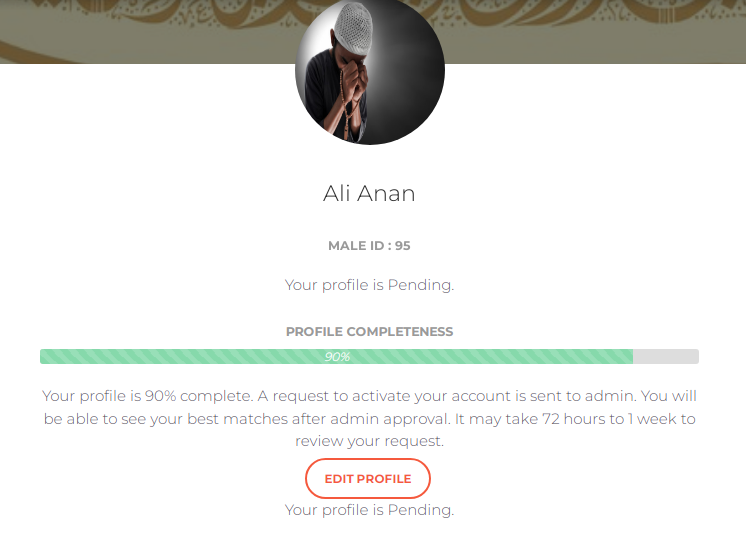 Ali Anan
MALE ID : 95
Your profile is Pending.
PROFILE COMPLETENESS
90%
Your profile is 90% complete. A request to activate your account is sent to admin. You will
be able to see your best matches after admin approval. It may take 72 hours to 1 week to
review your request.
EDIT PROFILE
Your profile is Pending.